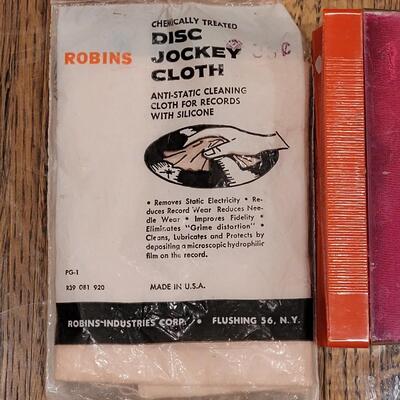 CHEMICALLY TREATED
DISC
ROBINS JOCKEY
CLOTH
ANTI-STATIC CLEANING
CLOTH FOR RECORDS
WITH SILICONE
• Removes Static Electricity • Re-
duces Record Wear Reduces Nee-
dle Wear • Improves Fidelity •
Eliminates "Grime distortion" •
Cleans, Lubricates and Protects by
depositing a microscopic hydrophilic
film on the record.
PG-1
R39 081 920 MADE IN U.S.A.
ROBINS INDUSTRIES CORP. • FLUSHING 56, N.Y.